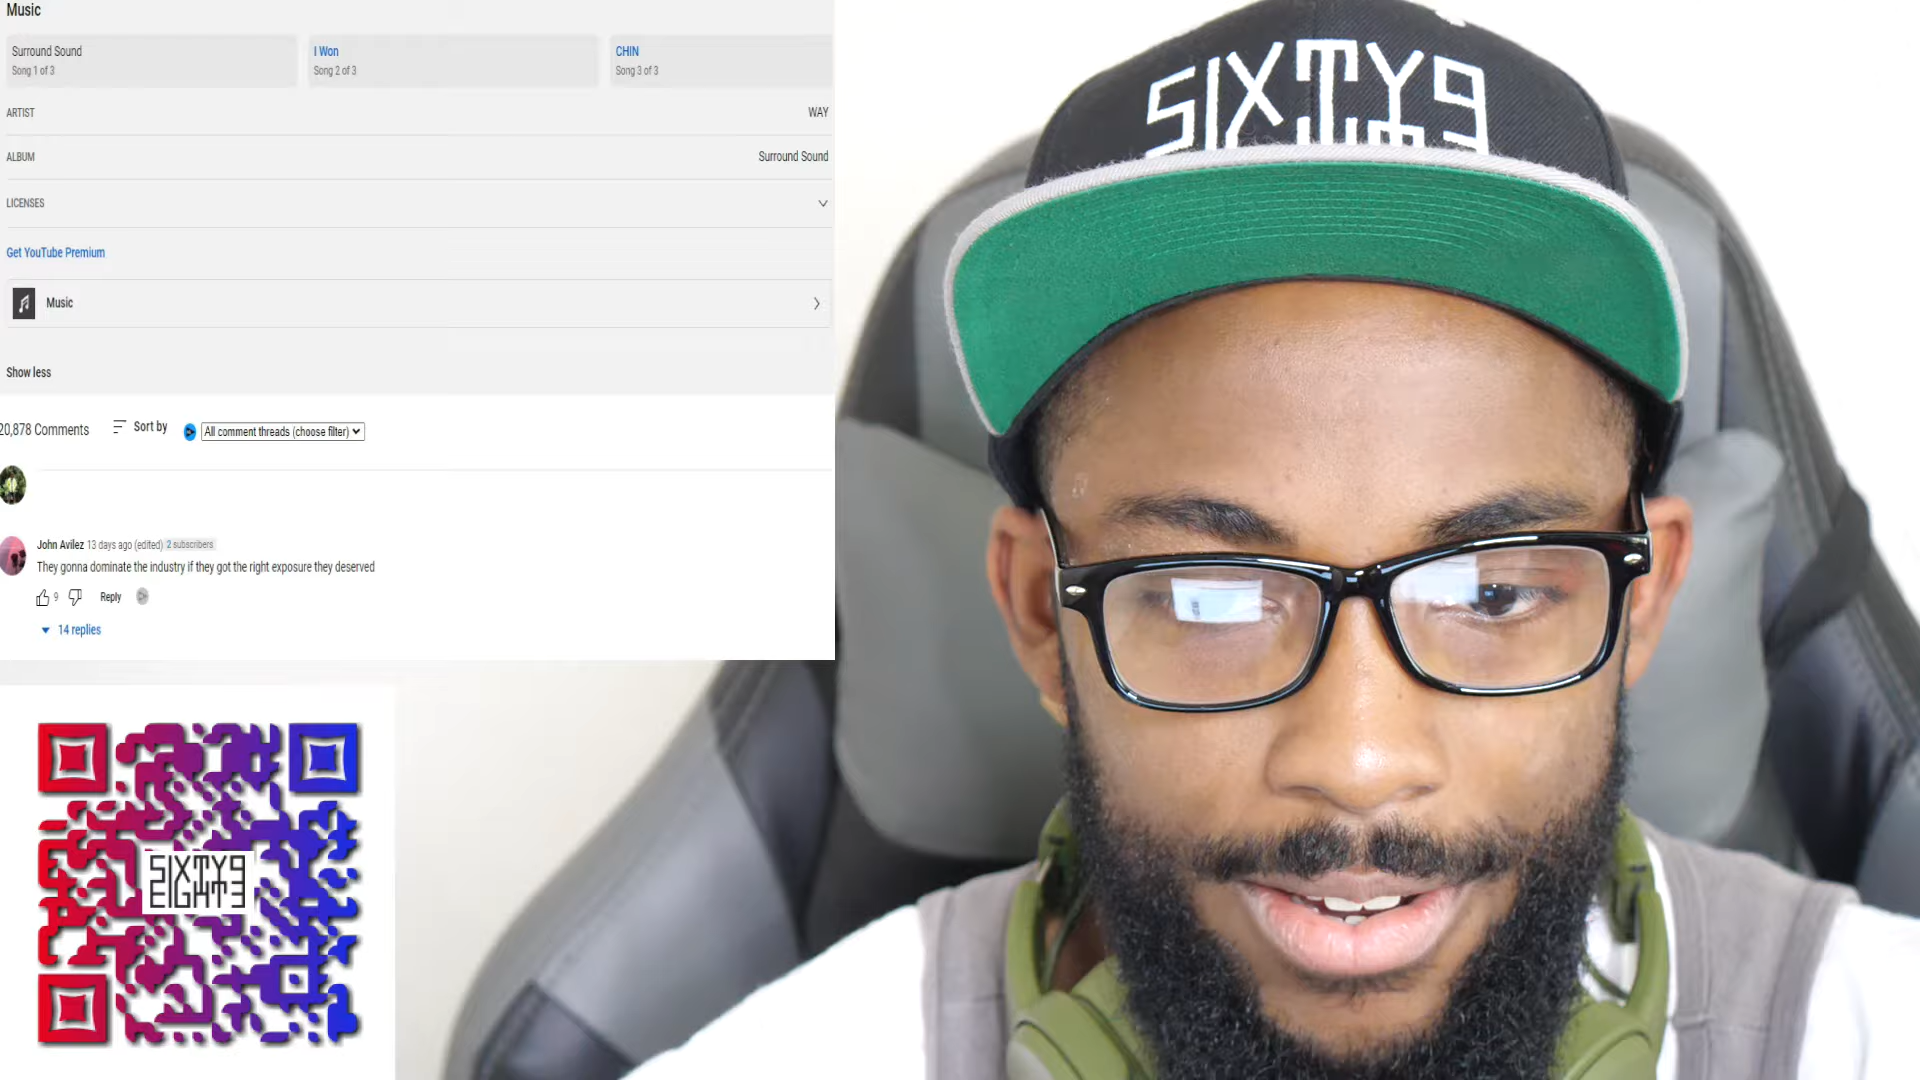 Music
Surround Sound
Song 1 of 3
I Won
Song 2 of 3
CHIN
Song 3 of 3
ARTIST
WAY
ALBUM
Surround Sound
LICENSES
Get YouTube Premium
Music
Show less
20,878 Comments
Sort by
All comment threads (choose filter)
John Avilez 13 days ago (edited) 2 subscribers
They gonna dominate the industry if they got the right exposure they deserved
9
Reply
14 replies
SIXTY9
EIGHT3
SIXTY9